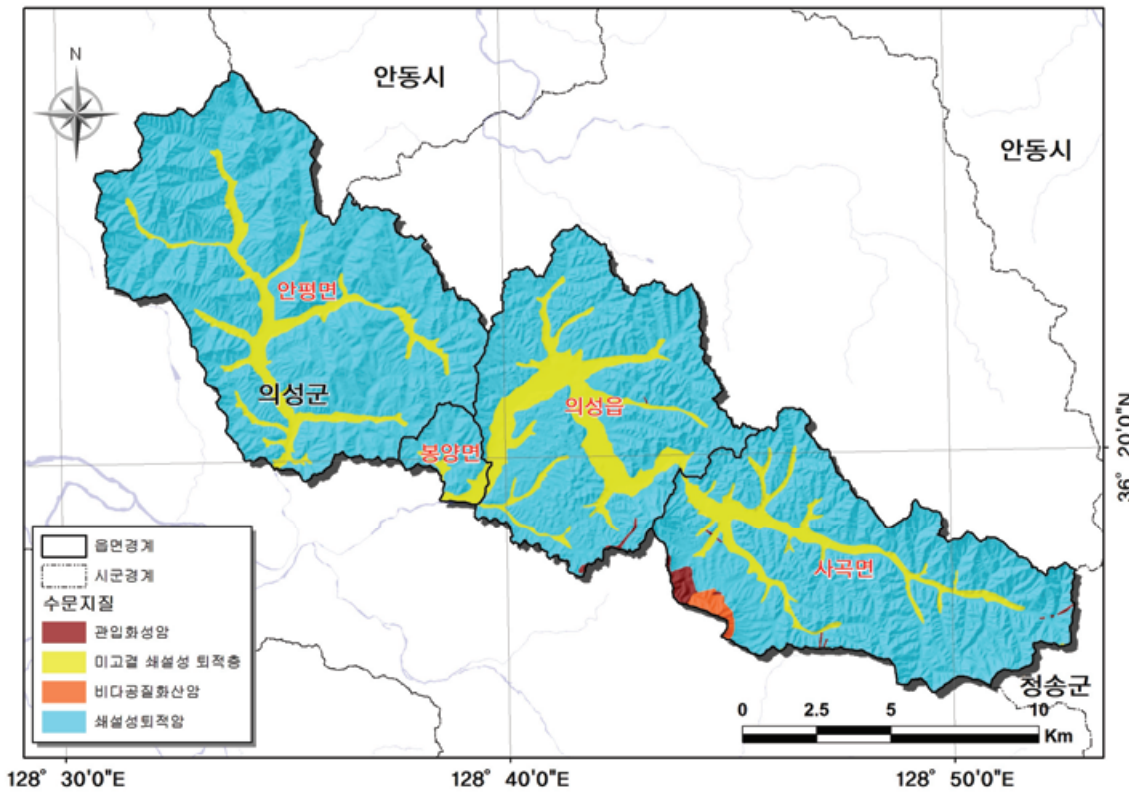 N
안동시
안동시
안평면
의성군
의성읍
봉양면
사곡면
청송군
36° 20'0"N
읍면경계
시군경계
수문지질
관입화성암
미고결 쇄설성 퇴적층
비다공질화산암
쇄설성퇴적암
0 2.5 5 10
Km
128° 30'0"E 128° 40'0"E 128° 50'0"E